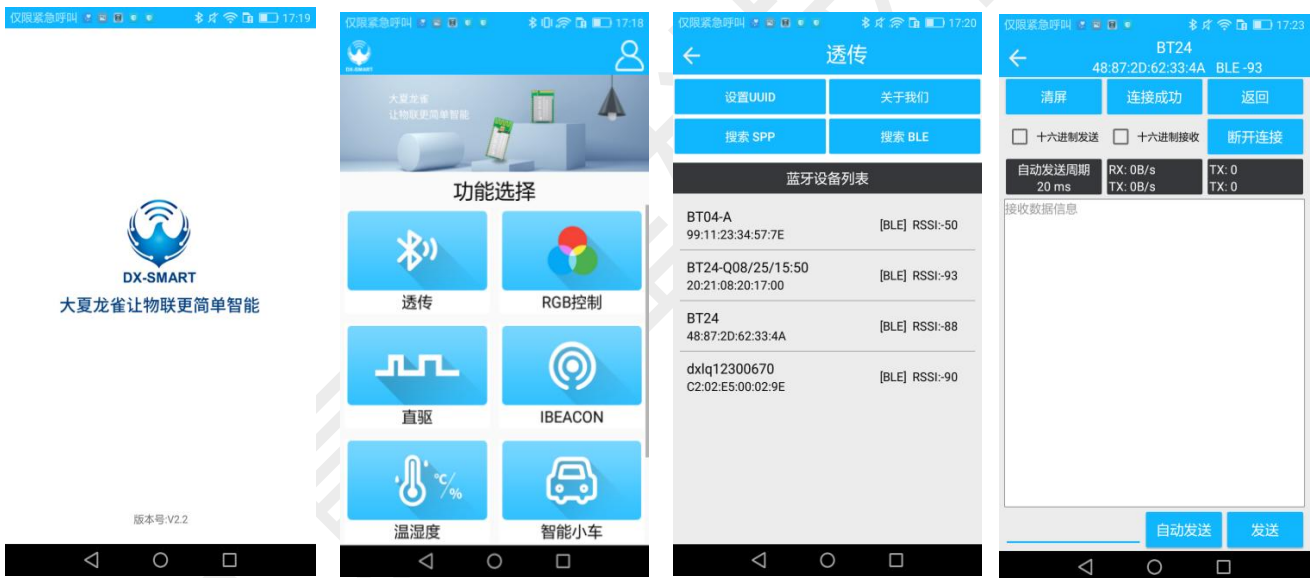 仅限紧急呼叫
17:19
DX-SMART
大夏龙雀让物联更简单智能
版本号:V2.2
仅限紧急呼叫
17:18
DX-SMART
大夏龙雀
让物联更简单智能
功能选择
透传
RGB控制
直驱
IBEACON
°C/%
温湿度
智能小车
仅限紧急呼叫
17:20
透传
设置UUID
关于我们
搜索 SPP
搜索 BLE
蓝牙设备列表
BT04-A
99:11:23:34:57:7E
[BLE] RSSI:-50
BT24-Q08/25/15:50
20:21:08:20:17:00
[BLE] RSSI:-93
BT24
48:87:2D:62:33:4A
[BLE] RSSI:-88
dxlq12300670
C2:02:E5:00:02:9E
[BLE] RSSI:-90
仅限紧急呼叫
17:23
BT24
48:87:2D:62:33:4A BLE -93
清屏
连接成功
返回
十六进制发送
十六进制接收
断开连接
自动发送周期
20 ms
RX: 0B/s
TX: 0B/s
TX: 0
TX: 0
接收数据信息
自动发送
发送